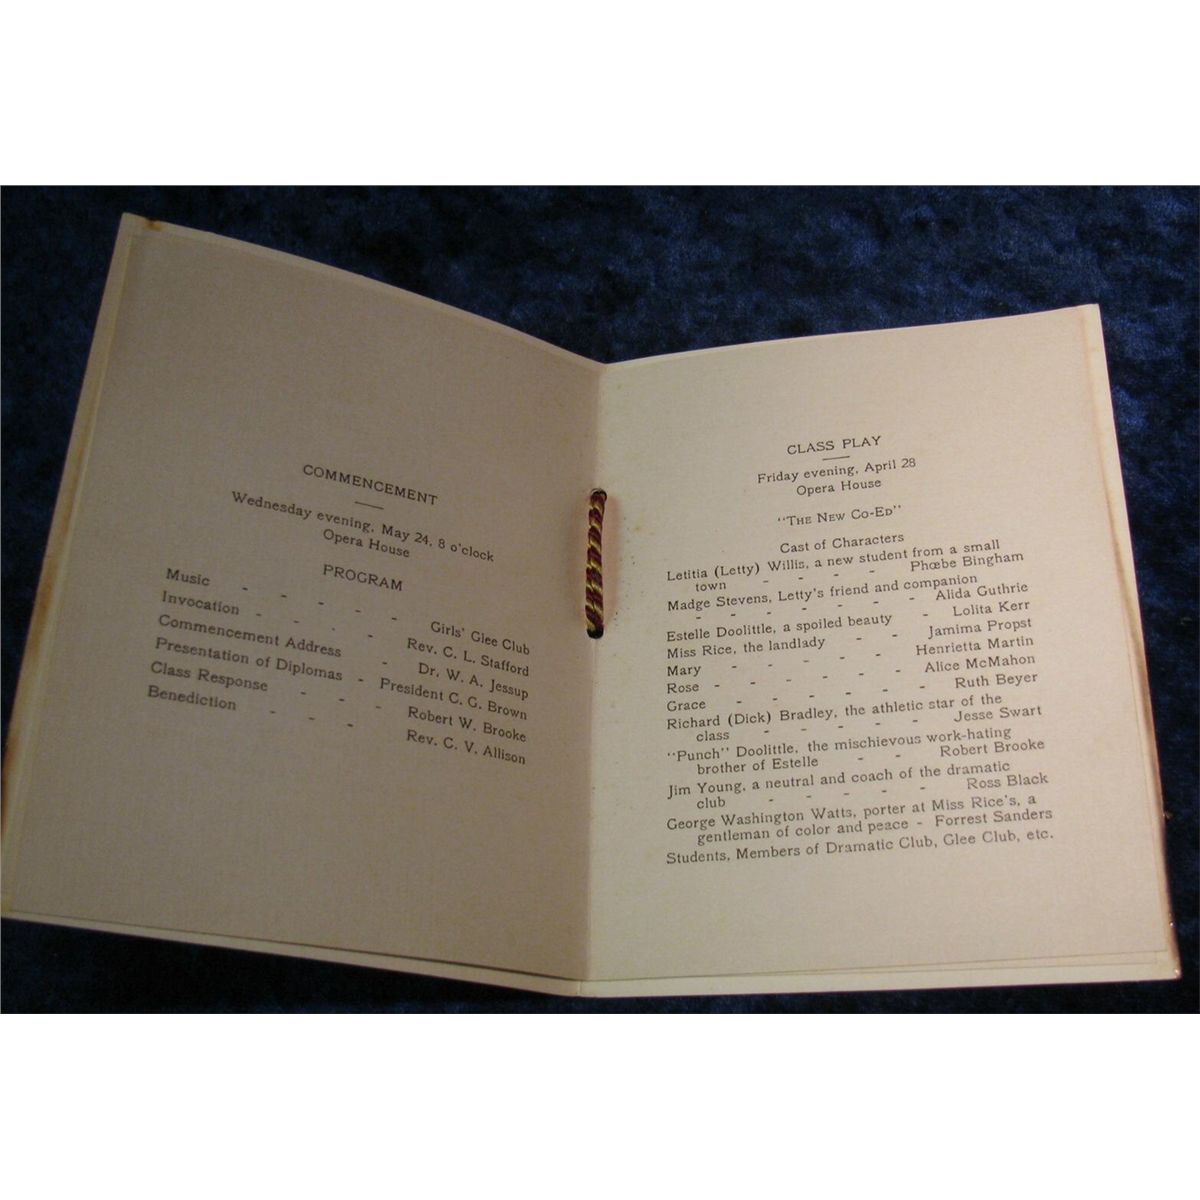 COMMENCEMENT
Wednesday evening, May 24, 8 o'clock
Opera House
PROGRAM
Music - - - - - Girls' Glee Club
Invocation - - - - Rev. C. L. Stafford
Commencement Address - Dr. W. A. Jessup
Presentation of Diplomas - President C. G. Brown
Class Response - - - Robert W. Brooke
Benediction - - - - Rev. C. V. Allison
CLASS PLAY
Friday evening, April 28
Opera House
"THE NEW CO-ED"
Cast of Characters
Letitia (Letty) Willis, a new student from a small
town - - - - Phœbe Bingham
Madge Stevens, Letty's friend and companion
- - - - - - - Alida Guthrie
Estelle Doolittle, a spoiled beauty - Lolita Kerr
Miss Rice, the landlady - - Jamima Propst
Mary - - - - - Henrietta Martin
Rose - - - - - - Alice McMahon
Grace - - - - - - Ruth Beyer
Richard (Dick) Bradley, the athletic star of the
class - - - - - Jesse Swart
"Punch" Doolittle, the mischievous work-hating
brother of Estelle - - Robert Brooke
Jim Young, a neutral and coach of the dramatic
club - - - - - Ross Black
George Washington Watts, porter at Miss Rice's, a
gentleman of color and peace - Forrest Sanders
Students, Members of Dramatic Club, Glee Club, etc.